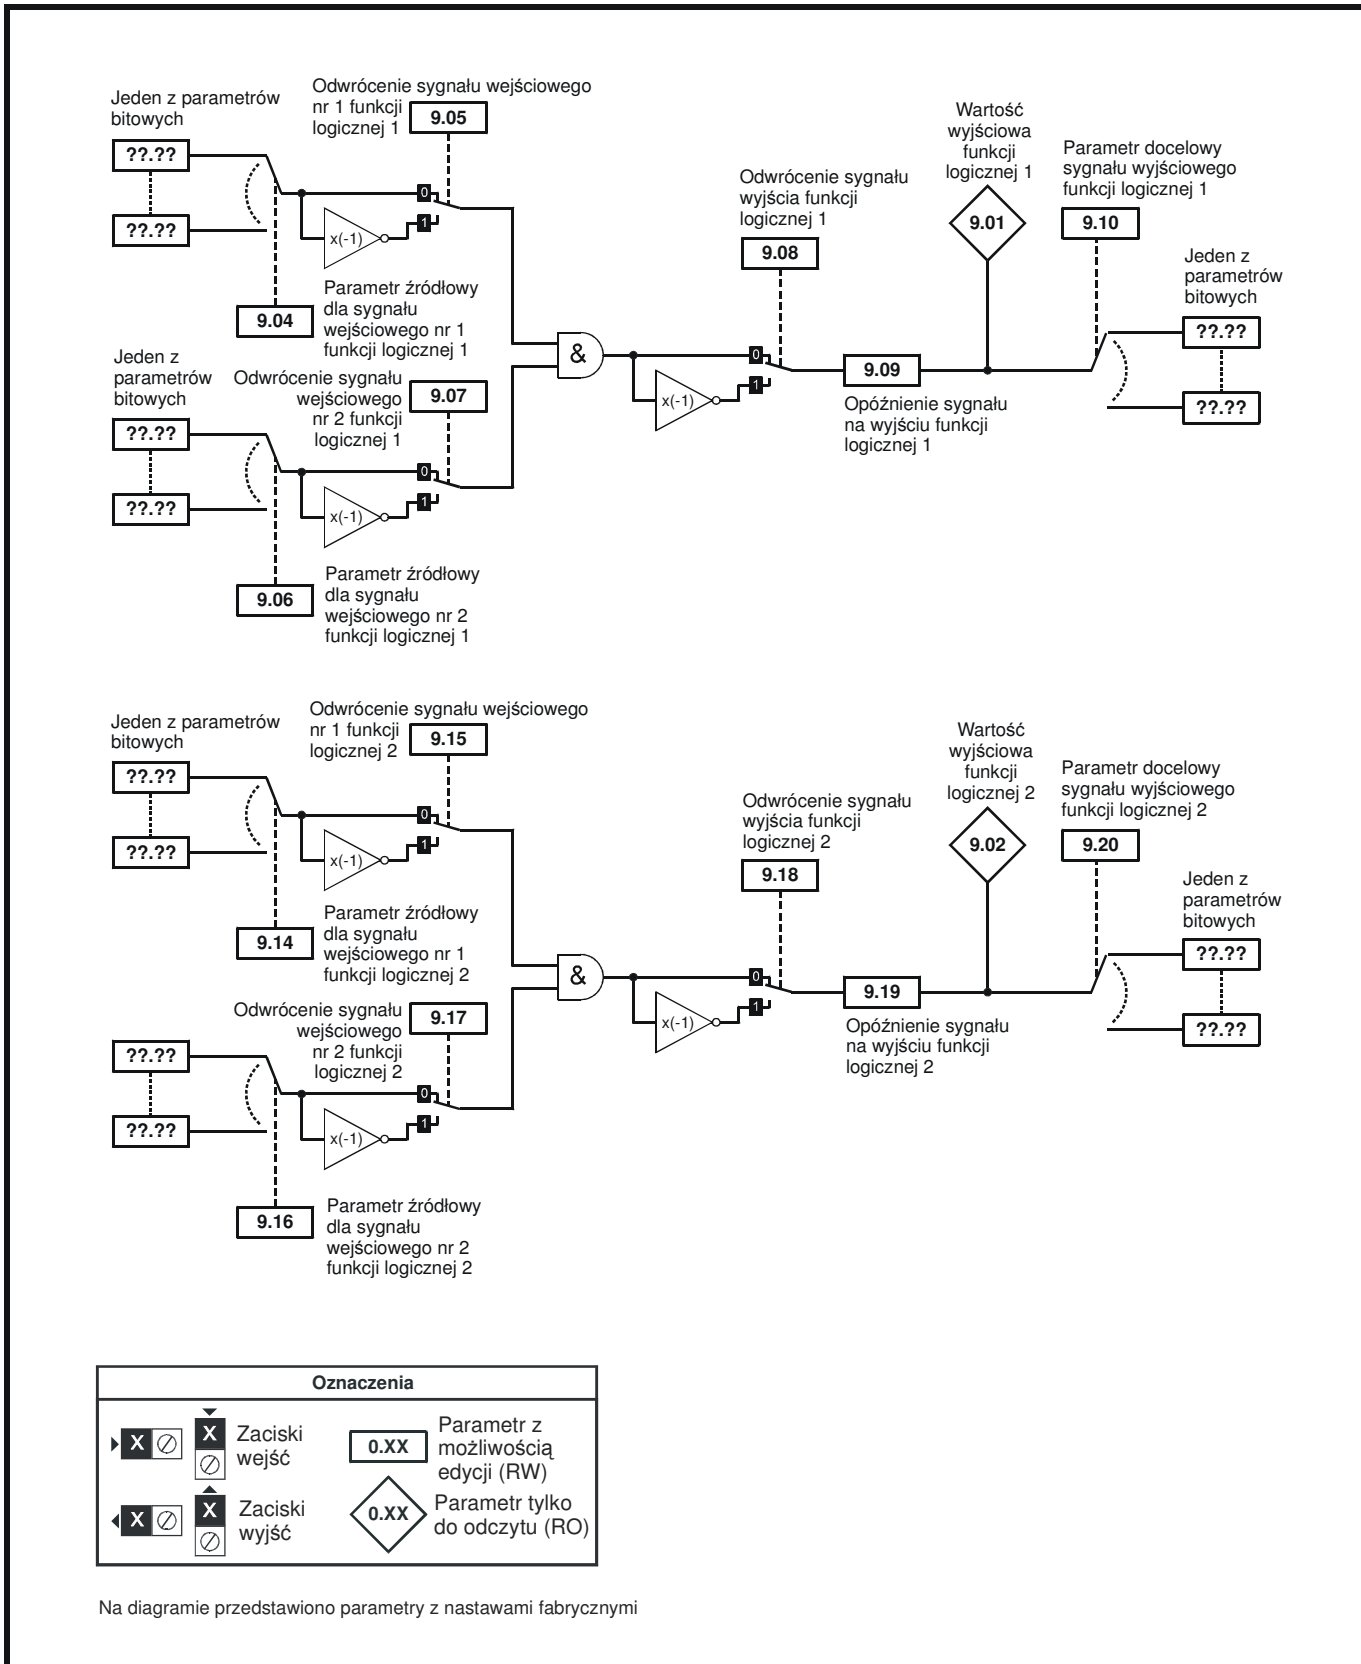 Jeden z parametrów
bitowych
??.??
??.??
Odwrócenie sygnału wejściowego
nr 1 funkcji
logicznej 1
9.05
0
1
x(-1)
9.04
Parametr źródłowy
dla sygnału
wejściowego nr 1
funkcji logicznej 1
Jeden z
parametrów
bitowych
??.??
??.??
Odwrócenie sygnału
wejściowego
nr 2 funkcji
logicznej 1
9.07
0
1
x(-1)
9.06
Parametr źródłowy
dla sygnału
wejściowego nr 2
funkcji logicznej 1
&
Odwrócenie sygnału
wyjścia funkcji
logicznej 1
9.08
0
1
x(-1)
9.09
Opóźnienie sygnału
na wyjściu funkcji
logicznej 1
Wartość
wyjściowa
funkcji
logicznej 1
9.01
Parametr docelowy
sygnału wyjściowego
funkcji logicznej 1
9.10
Jeden z
parametrów
bitowych
??.??
??.??
Jeden z parametrów
bitowych
??.??
??.??
Odwrócenie sygnału wejściowego
nr 1 funkcji
logicznej 2
9.15
0
1
x(-1)
9.14
Parametr źródłowy
dla sygnału
wejściowego nr 1
funkcji logicznej 2
Odwrócenie sygnału
wejściowego
nr 2 funkcji
logicznej 2
9.17
??.??
??.??
0
1
x(-1)
9.16
Parametr źródłowy
dla sygnału
wejściowego nr 2
funkcji logicznej 2
&
Odwrócenie sygnału
wyjścia funkcji
logicznej 2
9.18
0
1
x(-1)
9.19
Opóźnienie sygnału
na wyjściu funkcji
logicznej 2
Wartość
wyjściowa
funkcji
logicznej 2
9.02
Parametr docelowy
sygnału wyjściowego
funkcji logicznej 2
9.20
Jeden z
parametrów
bitowych
??.??
??.??
Oznaczenia
X
X
Zaciski
wejść
0.XX
Parametr z
możliwością
edycji (RW)
X
X
Zaciski
wyjść
0.XX
Parametr tylko
do odczytu (RO)
Na diagramie przedstawiono parametry z nastawami fabrycznymi